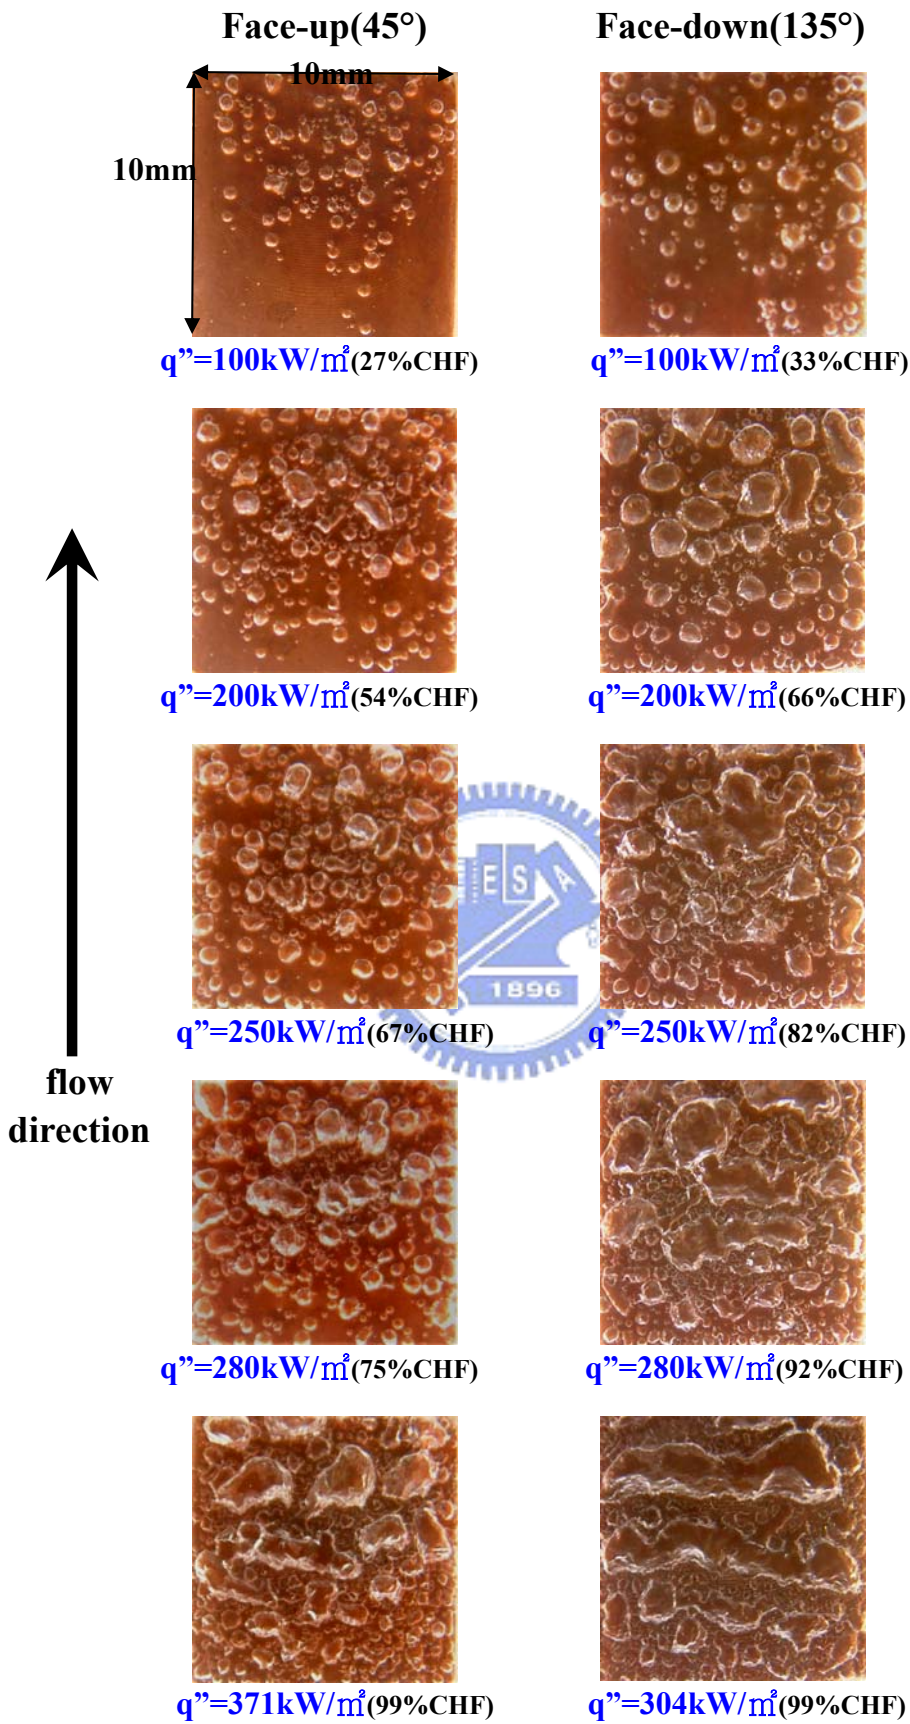 Face-up(45°) Face-down(135°)
10mm
10mm
q”=100kW/㎡(27%CHF) q”=100kW/㎡(33%CHF)
q”=200kW/㎡(54%CHF) q”=200kW/㎡(66%CHF)
E S A
1896
q”=250kW/㎡(67%CHF) q”=250kW/㎡(82%CHF)
flow
direction
q”=280kW/㎡(75%CHF) q”=280kW/㎡(92%CHF)
q”=371kW/㎡(99%CHF) q”=304kW/㎡(99%CHF)